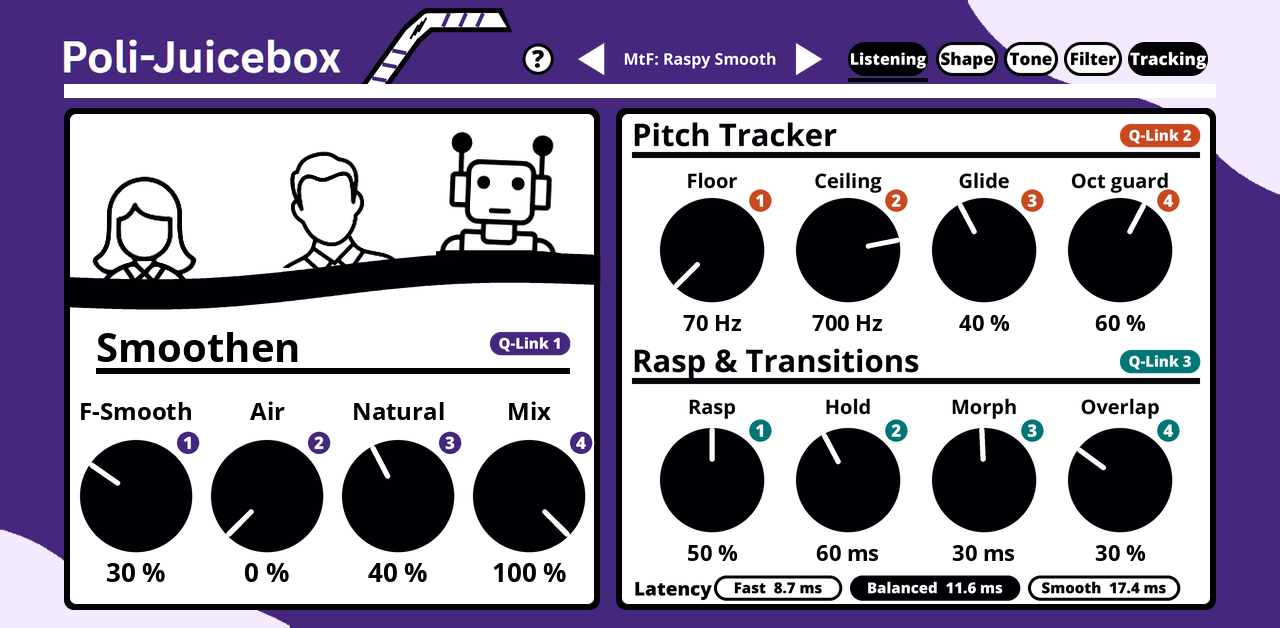 Poli-Juicebox
?
MtF: Raspy Smooth
Listening Shape Tone Filter Tracking
Smoothen
Q-Link 1
F-Smooth Air Natural Mix
1 2 3 4
30 % 0 % 40 % 100 %
Pitch Tracker
Q-Link 2
Floor Ceiling Glide Oct guard
1 2 3 4
70 Hz 700 Hz 40 % 60 %
Rasp & Transitions
Q-Link 3
Rasp Hold Morph Overlap
1 2 3 4
50 % 60 ms 30 ms 30 %
Latency Fast 8.7 ms Balanced 11.6 ms Smooth 17.4 ms